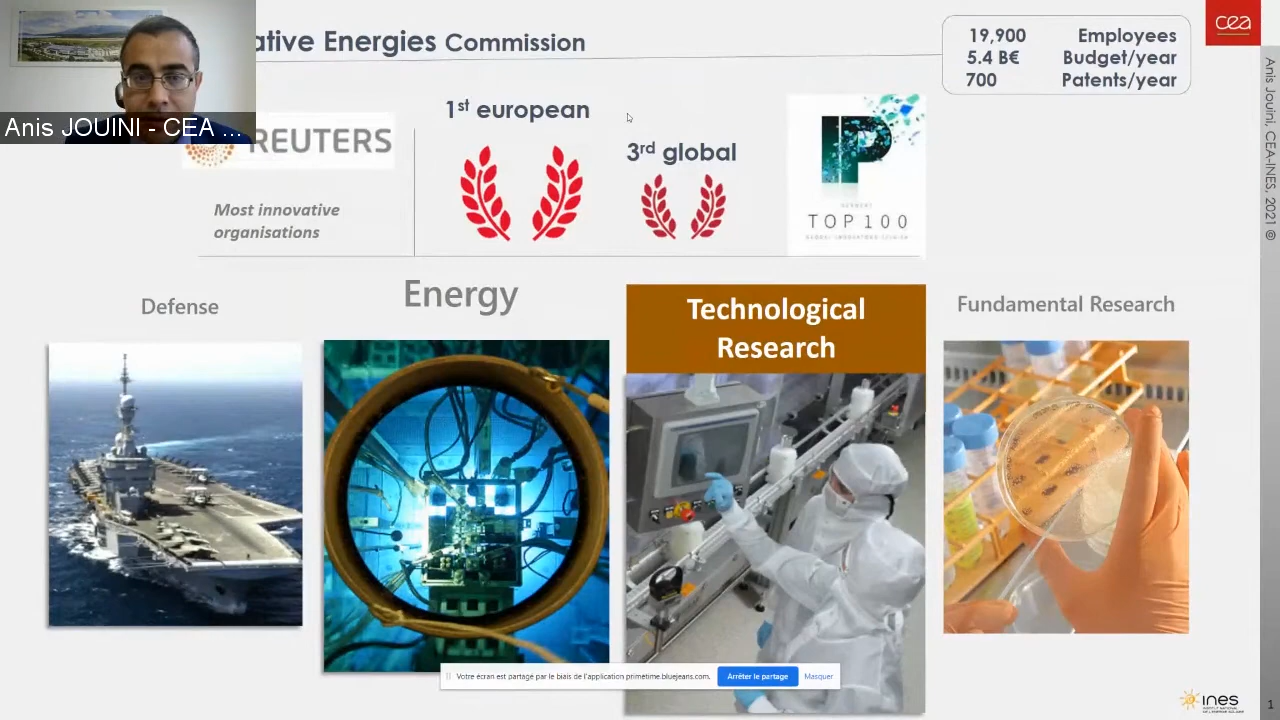 ative Energies Commission
19,900 Employees
5.4 B€ Budget/year
700 Patents/year
cea
Anis JOUINI - CEA ...
REUTERS
Most innovative
organisations
1st european
3rd global
TOP 100
Defense
Energy
Technological
Research
Fundamental Research
Votre écran est partagé par le biais de l'application primetime.bluejeans.com.
Arrêter le partage
Masquer
Anis Jouini, CEA-INES, 2021 ©
ines
1